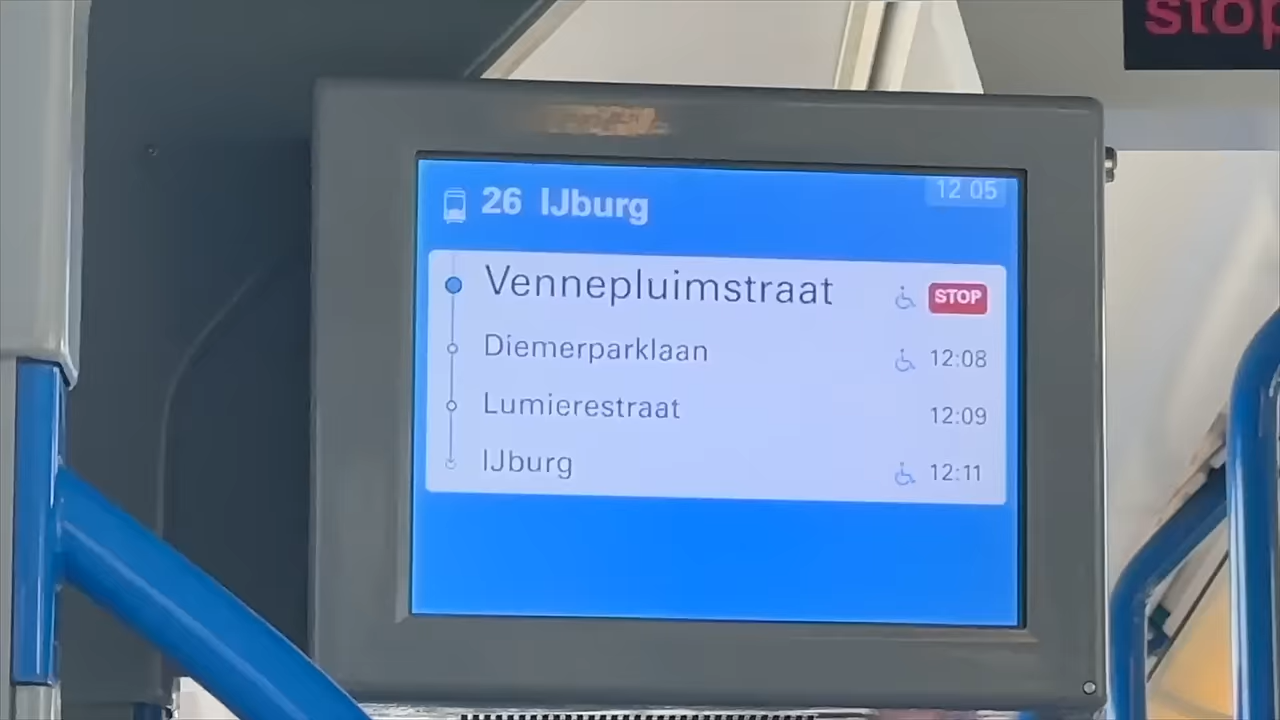 stop
26 IJburg
12 05
Vennepluimstraat STOP
Diemerparklaan 12:08
Lumierestraat 12:09
IJburg 12:11